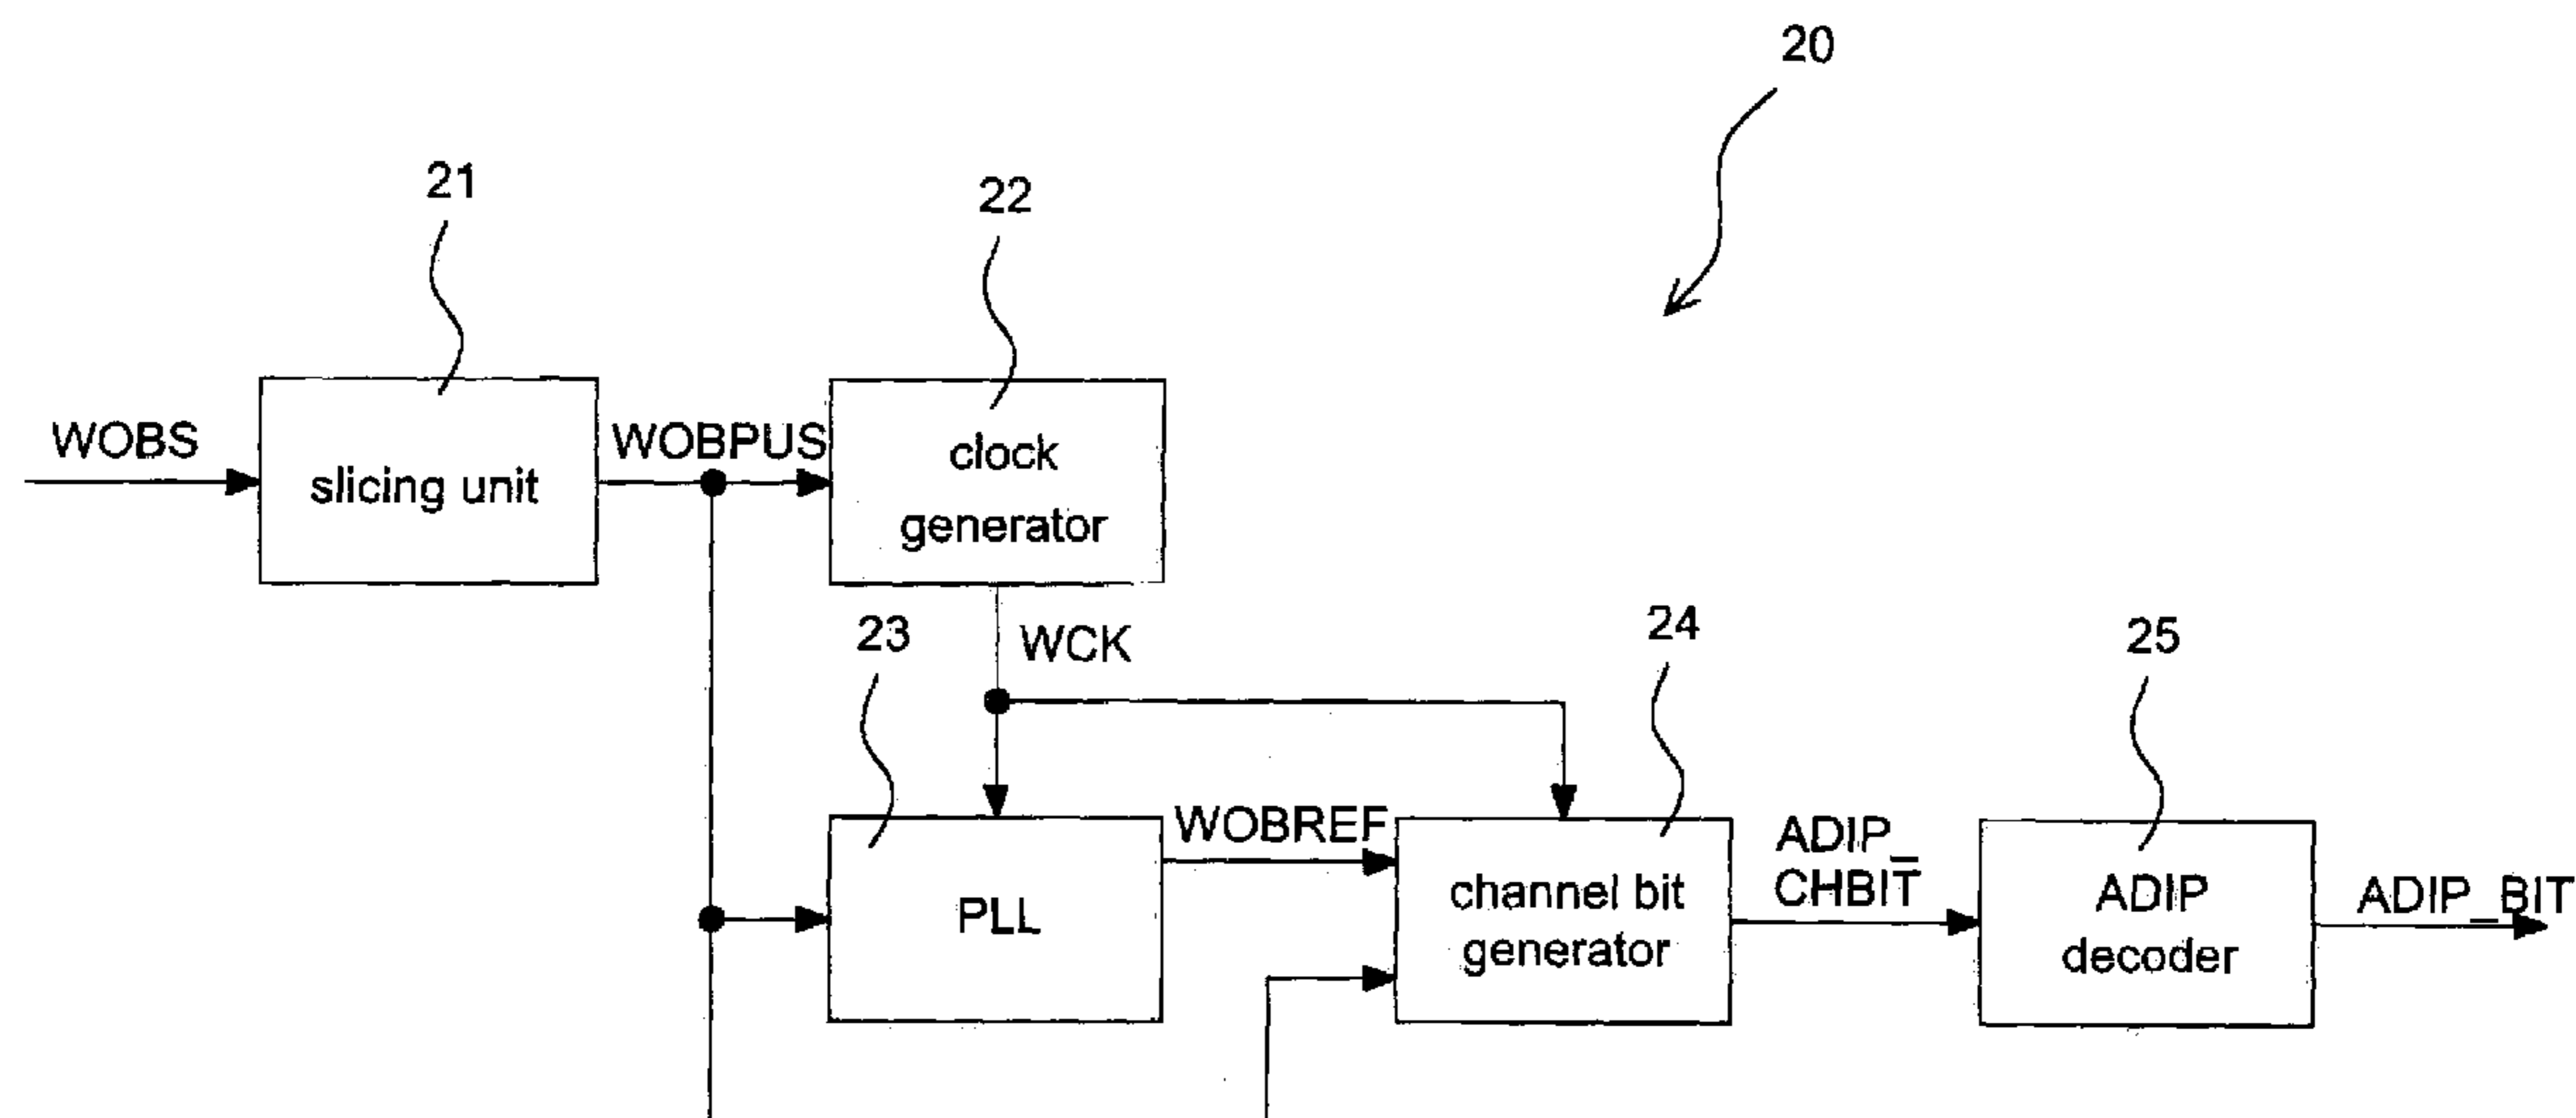 20
21
22
WOBS
slicing unit
WOBPUS
clock
generator
23
WCK
24
25
PLL
WOBREF
channel bit
generator
ADIP_
CHBIT
ADIP
decoder
ADIP_BIT